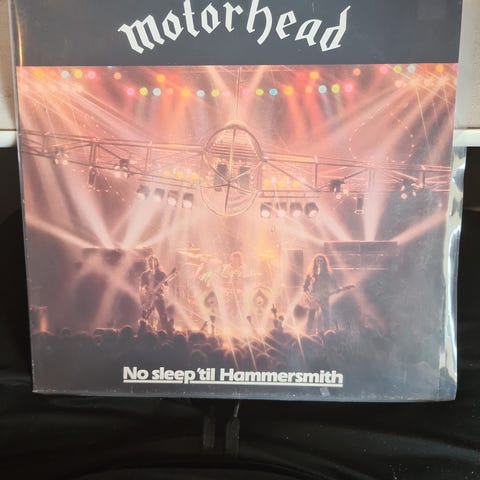 motorhead
No sleep 'til Hammersmith